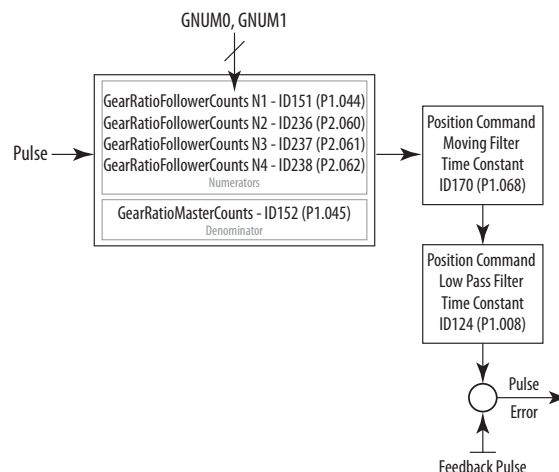 GNUM0, GNUM1
Pulse
GearRatioFollowerCounts N1 - ID151 (P1.044)
GearRatioFollowerCounts N2 - ID236 (P2.060)
GearRatioFollowerCounts N3 - ID237 (P2.061)
GearRatioFollowerCounts N4 - ID238 (P2.062)
Numerators
GearRatioMasterCounts - ID152 (P1.045)
Denominator
Position Command
Moving Filter
Time Constant
ID170 (P1.068)
Position Command
Low Pass Filter
Time Constant
ID124 (P1.008)
Pulse
Error
Feedback Pulse